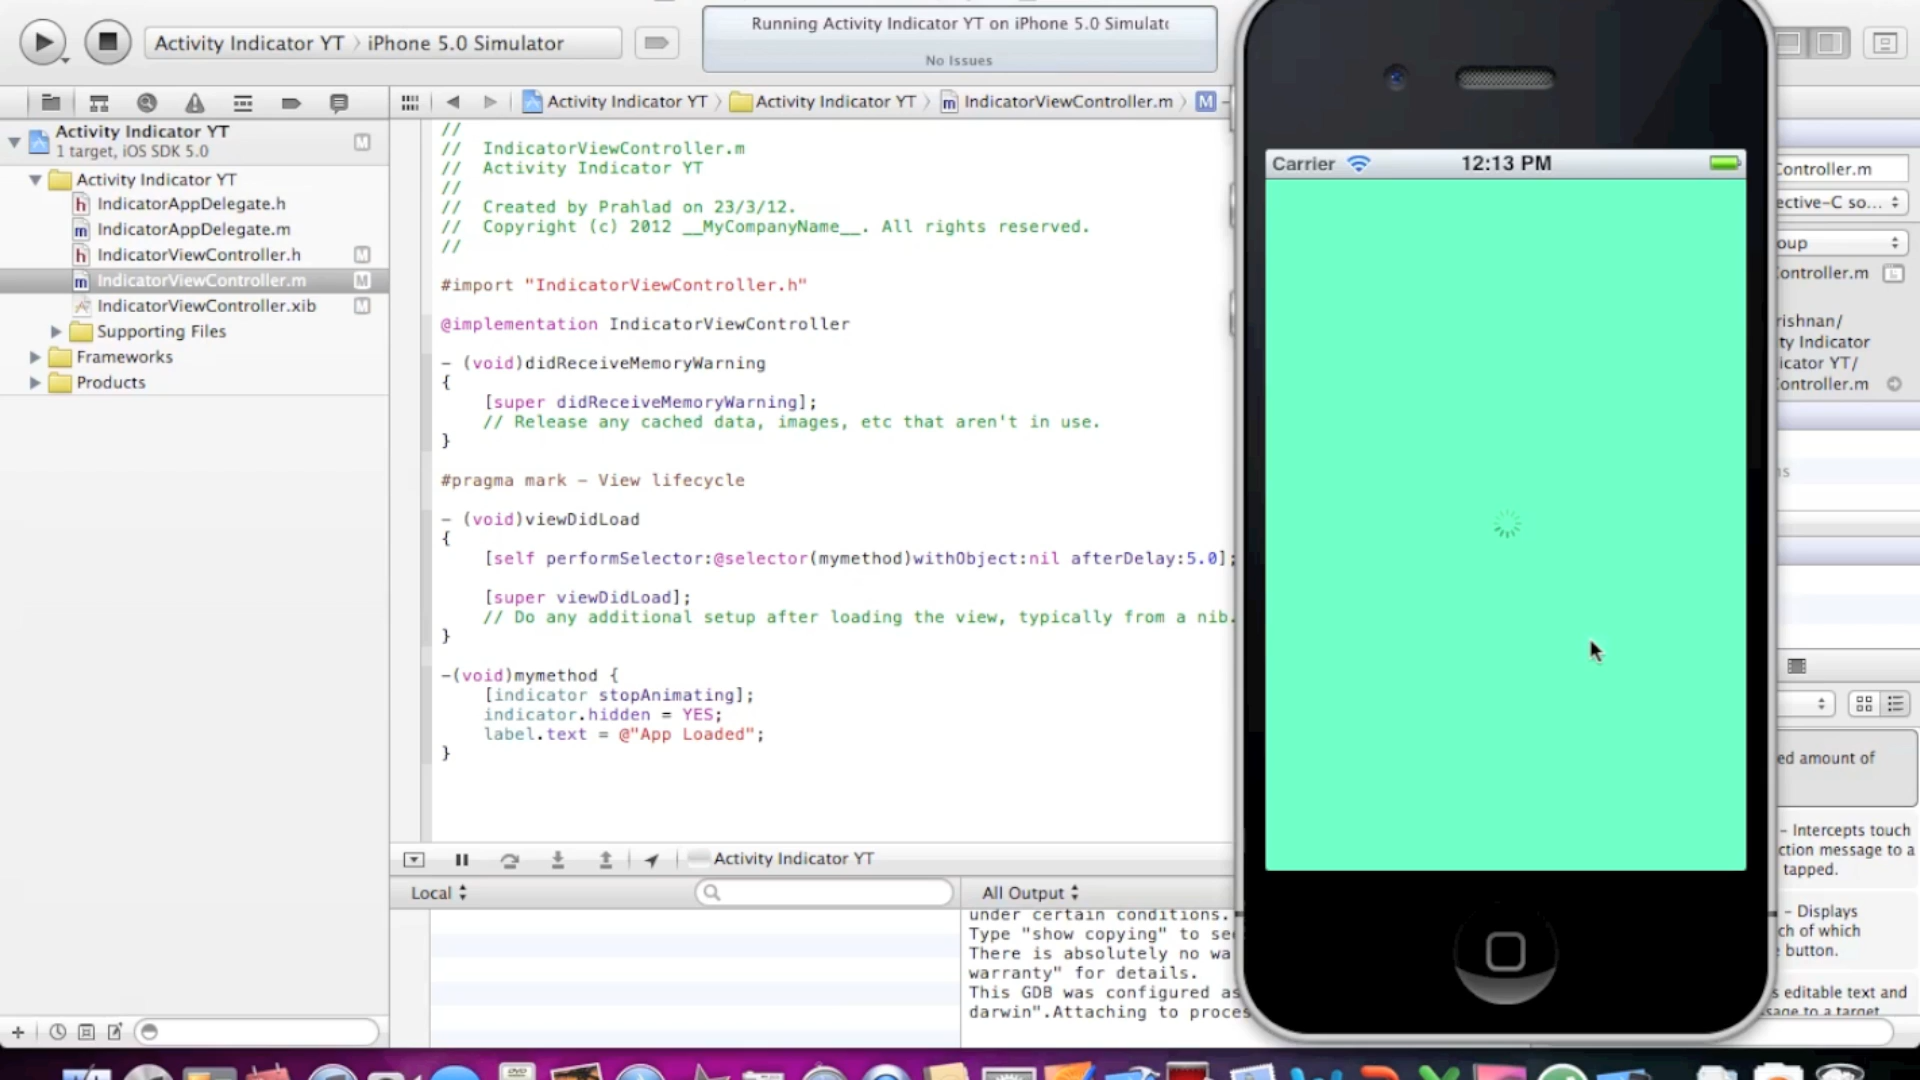 Activity Indicator YT 〉 iPhone 5.0 Simulator
Running Activity Indicator YT on iPhone 5.0 Simulato
No Issues
Activity Indicator YT 〉 Activity Indicator YT 〉 IndicatorViewController.m 〉 M
Activity Indicator YT M
1 target, iOS SDK 5.0
Activity Indicator YT
h IndicatorAppDelegate.h
m IndicatorAppDelegate.m
h IndicatorViewController.h M
m IndicatorViewController.m M
IndicatorViewController.xib M
Supporting Files
Frameworks
Products
//
// IndicatorViewController.m
// Activity Indicator YT
//
// Created by Prahlad on 23/3/12.
// Copyright (c) 2012 __MyCompanyName__. All rights reserved.
//
#import "IndicatorViewController.h"
@implementation IndicatorViewController
- (void)didReceiveMemoryWarning
{
[super didReceiveMemoryWarning];
// Release any cached data, images, etc that aren't in use.
}
#pragma mark - View lifecycle
- (void)viewDidLoad
{
[self performSelector:@selector(mymethod)withObject:nil afterDelay:5.0];
[super viewDidLoad];
// Do any additional setup after loading the view, typically from a nib.
}
-(void)mymethod {
[indicator stopAnimating];
indicator.hidden = YES;
label.text = @"App Loaded";
}
Activity Indicator YT
Local
All Output
under certain conditions.
Type "show copying" to see
There is absolutely no wa
warranty" for details.
This GDB was configured as
darwin".Attaching to proces
Carrier 12:13 PM
Controller.m
ective-C so...
oup
Controller.m
rishnan/
ty Indicator
icator YT/
Controller.m
ns
ed amount of
- Intercepts touch
ction message to a
tapped.
- Displays
ch of which
button.
s editable text and
sage to a target